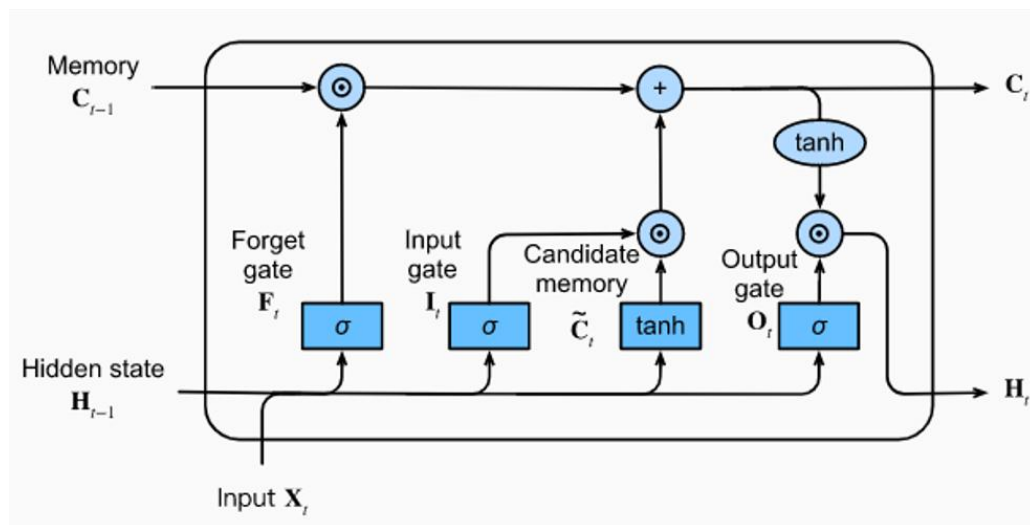 Memory
C_{t−1}
⊙
+
C_t
tanh
Forget
gate
F_t
Input
gate
I_t
Candidate
memory
C̃_t
⊙
Output
gate
O_t
⊙
σ
σ
tanh
σ
Hidden state
H_{t−1}
H_t
Input X_t